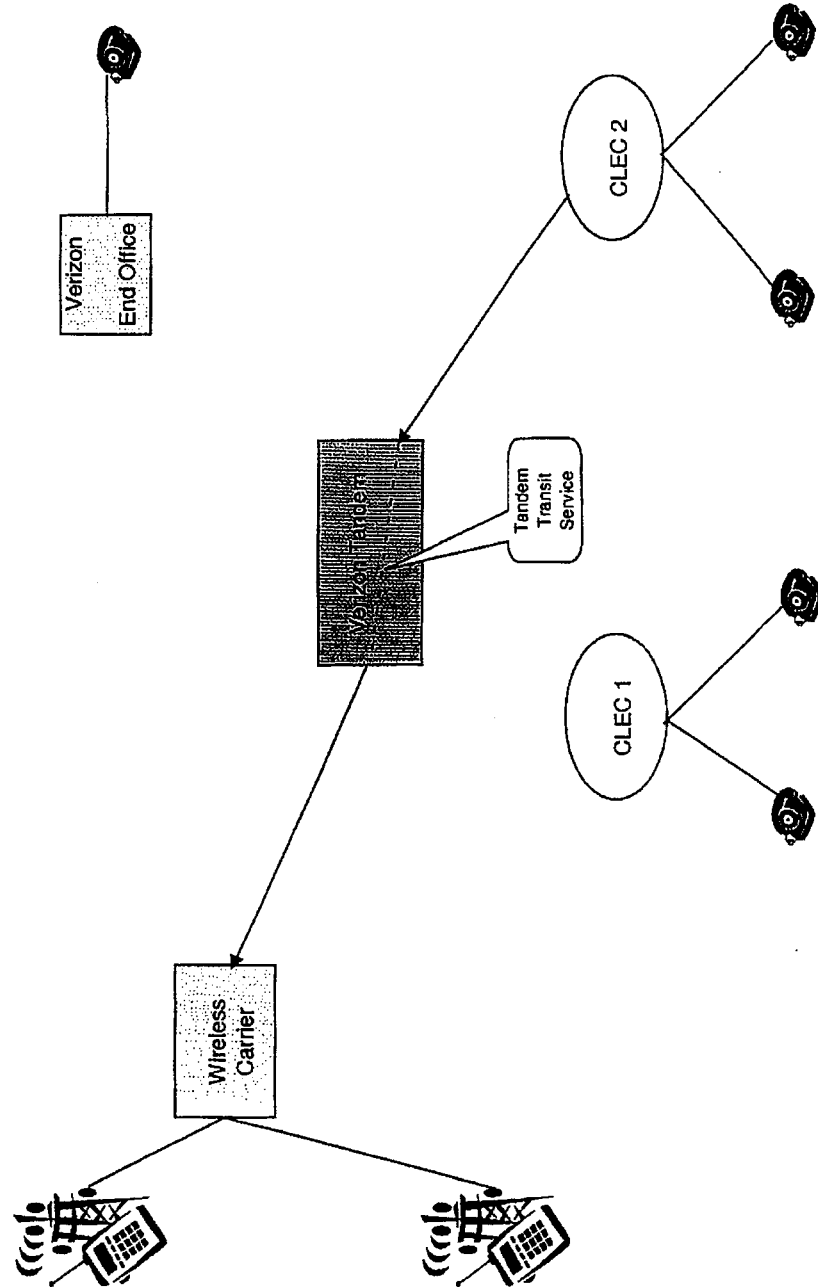 Wireless
Carrier
Verizon Tandem
Tandem
Transit
Service
Verizon
End Office
CLEC 1
CLEC 2